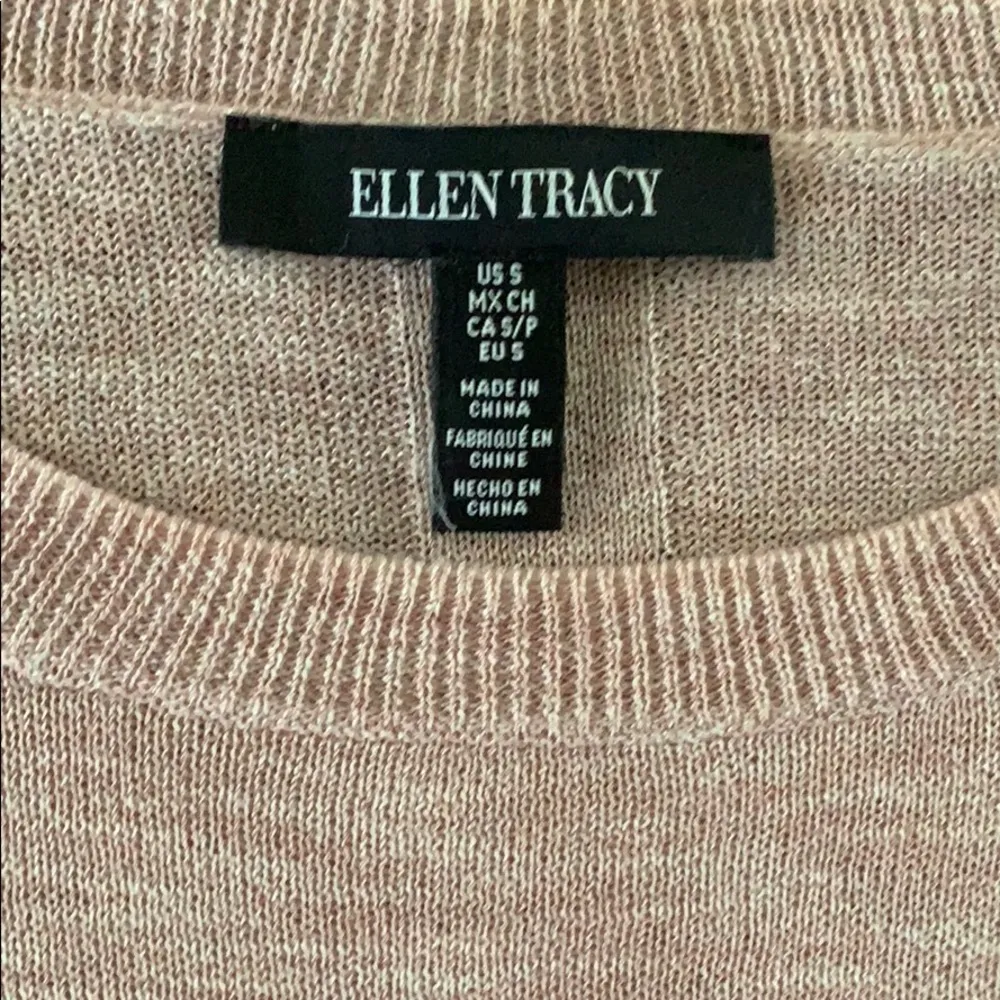 ELLEN TRACY
US S
MX CH
CA S/P
EU S
MADE IN
CHINA
FABRIQUÉ EN
CHINE
HECHO EN
CHINA